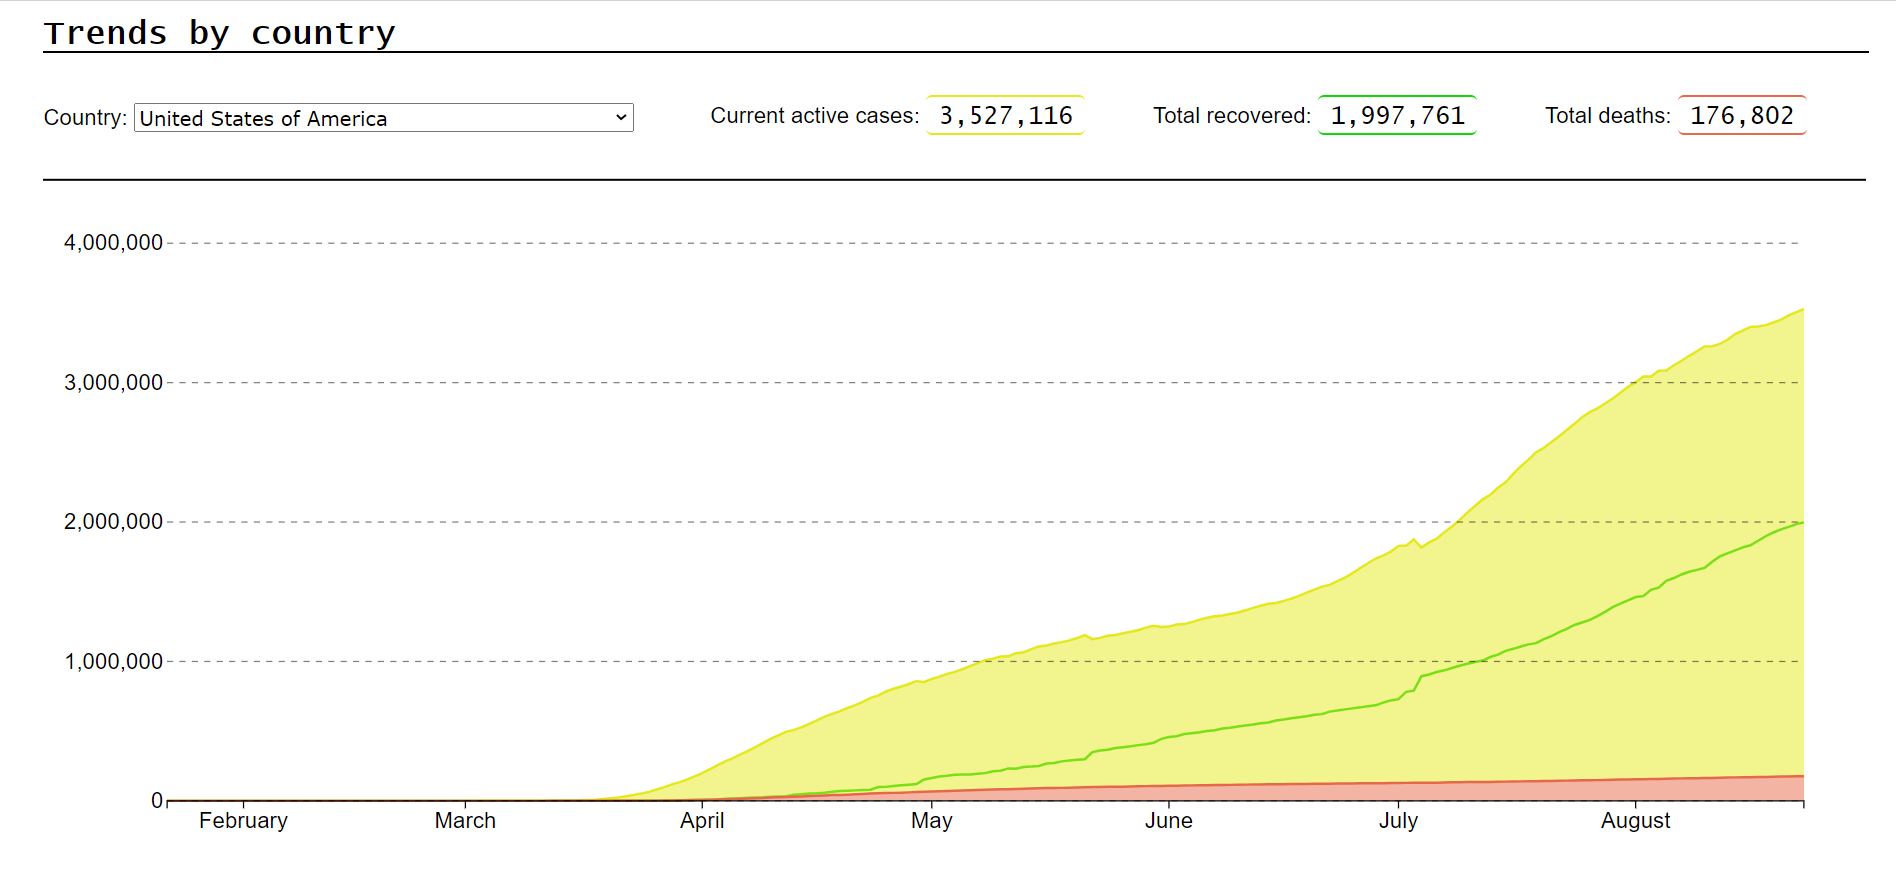 Trends by country
Country: United States of America Current active cases: 3,527,116 Total recovered: 1,997,761 Total deaths: 176,802
4,000,000
3,000,000
2,000,000
1,000,000
0
February March April May June July August